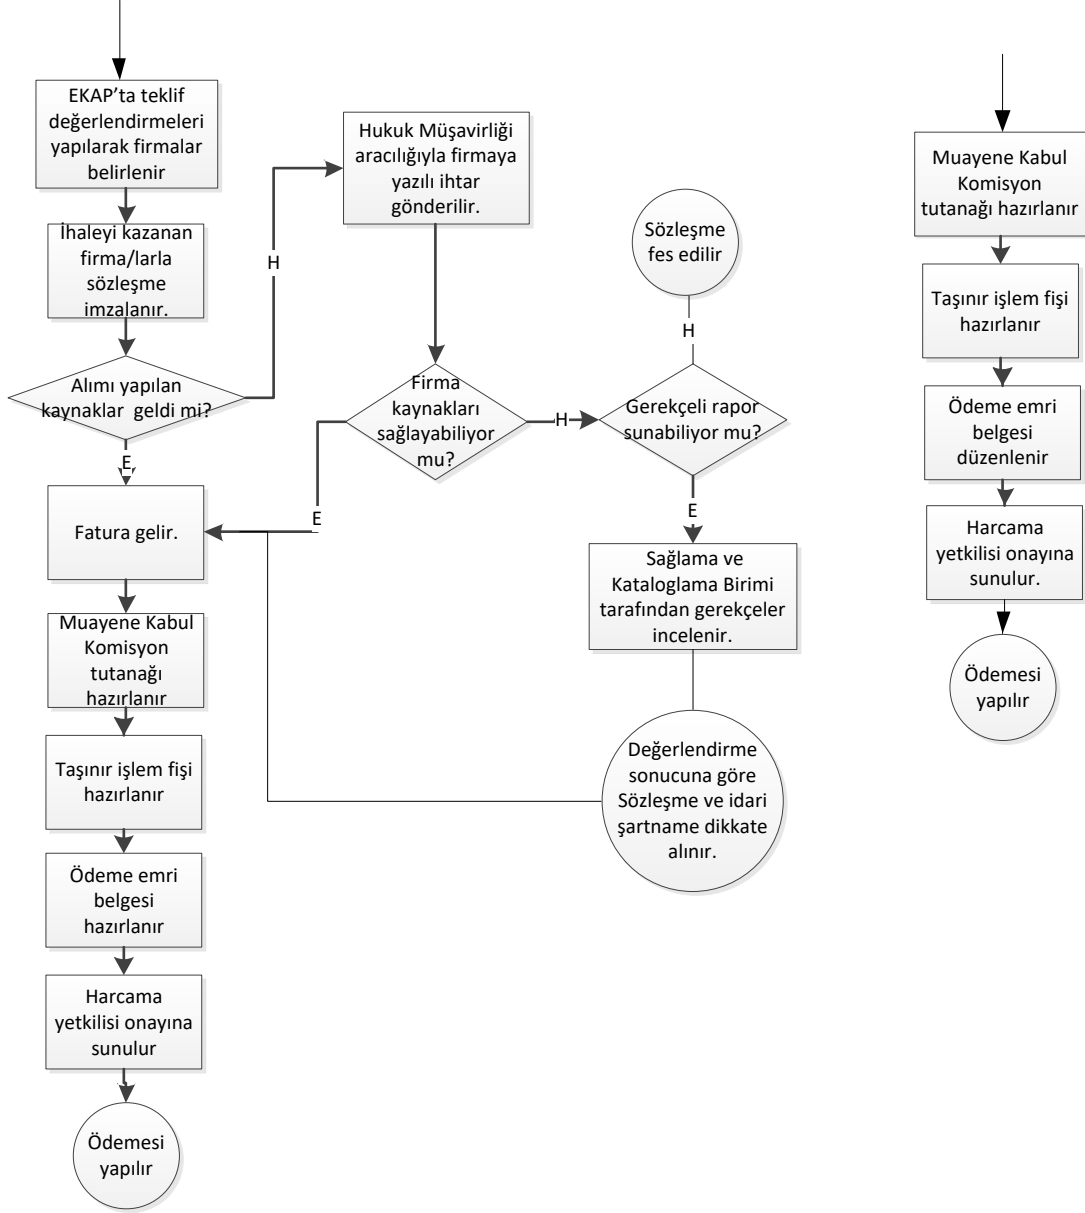 EKAP’ta teklif
değerlendirmeleri
yapılarak firmalar
belirlenir
İhaleyi kazanan
firma/larla
sözleşme
imzalanır.
Alımı yapılan
kaynaklar  geldi mi?
E
H
Fatura gelir.
Muayene Kabul
Komisyon
tutanağı
hazırlanır
Taşınır işlem fişi
hazırlanır
Ödeme emri
belgesi
hazırlanır
Harcama
yetkilisi onayına
sunulur
Ödemesi
yapılır
Hukuk Müşavirliği
aracılığıyla firmaya
yazılı ihtar
gönderilir.
Firma
kaynakları
sağlayabiliyor
mu?
E
H
Sözleşme
fes edilir
H
Gerekçeli rapor
sunabiliyor mu?
E
Sağlama ve
Kataloglama Birimi
tarafından gerekçeler
incelenir.
Değerlendirme
sonucuna göre
Sözleşme ve idari
şartname dikkate
alınır.
Muayene Kabul
Komisyon
tutanağı hazırlanır
Taşınır işlem fişi
hazırlanır
Ödeme emri
belgesi
düzenlenir
Harcama
yetkilisi onayına
sunulur.
Ödemesi
yapılır